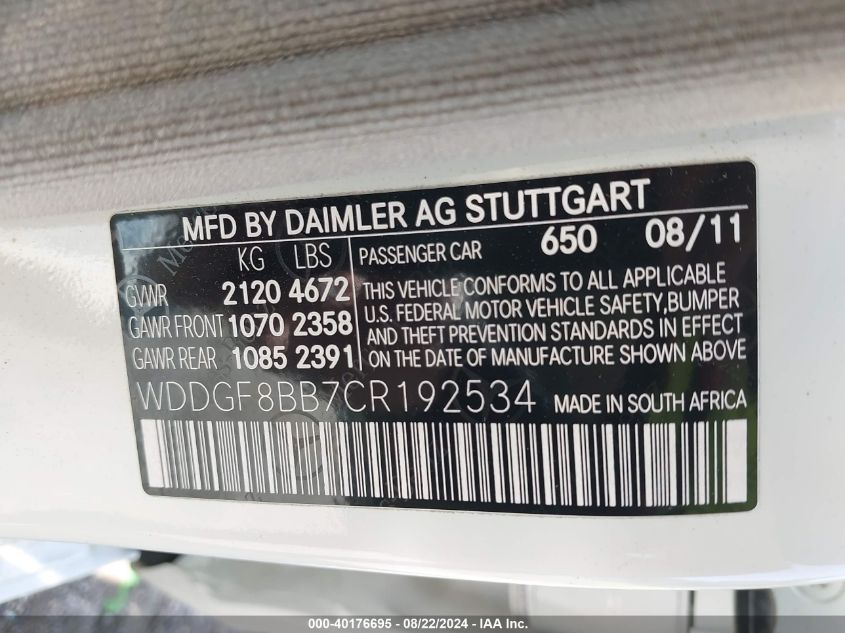 MFD BY DAIMLER AG STUTTGART
KG LBS PASSENGER CAR 650 08/11
GVWR 2120 4672
GAWR FRONT 1070 2358
GAWR REAR 1085 2391
THIS VEHICLE CONFORMS TO ALL APPLICABLE
U.S. FEDERAL MOTOR VEHICLE SAFETY, BUMPER
AND THEFT PREVENTION STANDARDS IN EFFECT
ON THE DATE OF MANUFACTURE SHOWN ABOVE
WDDGF8BB7CR192534 MADE IN SOUTH AFRICA
000-40176695 - 08/22/2024 - IAA Inc.